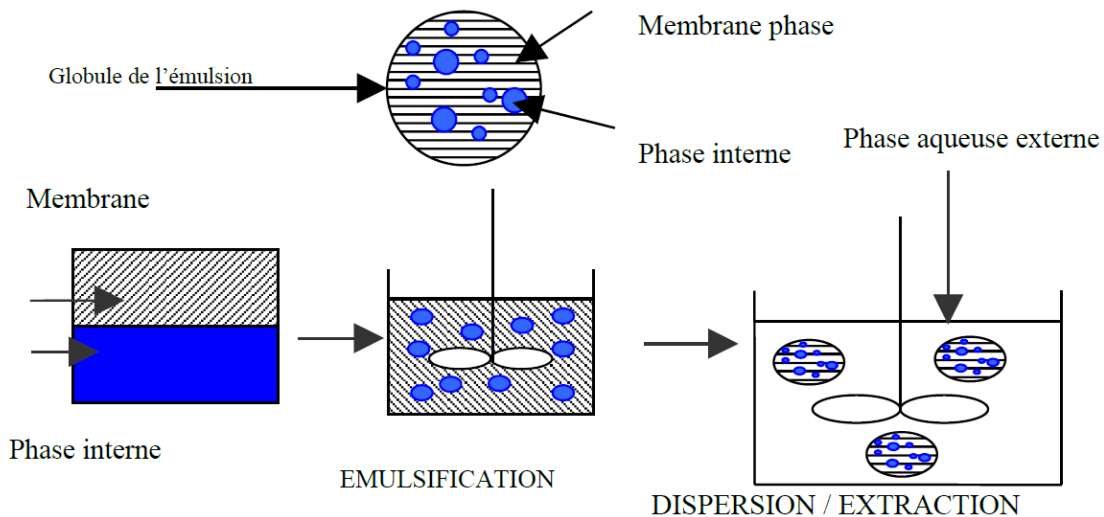 Membrane phase
Globule de l'émulsion
Phase interne
Phase aqueuse externe
Membrane
Phase interne
EMULSIFICATION
DISPERSION / EXTRACTION